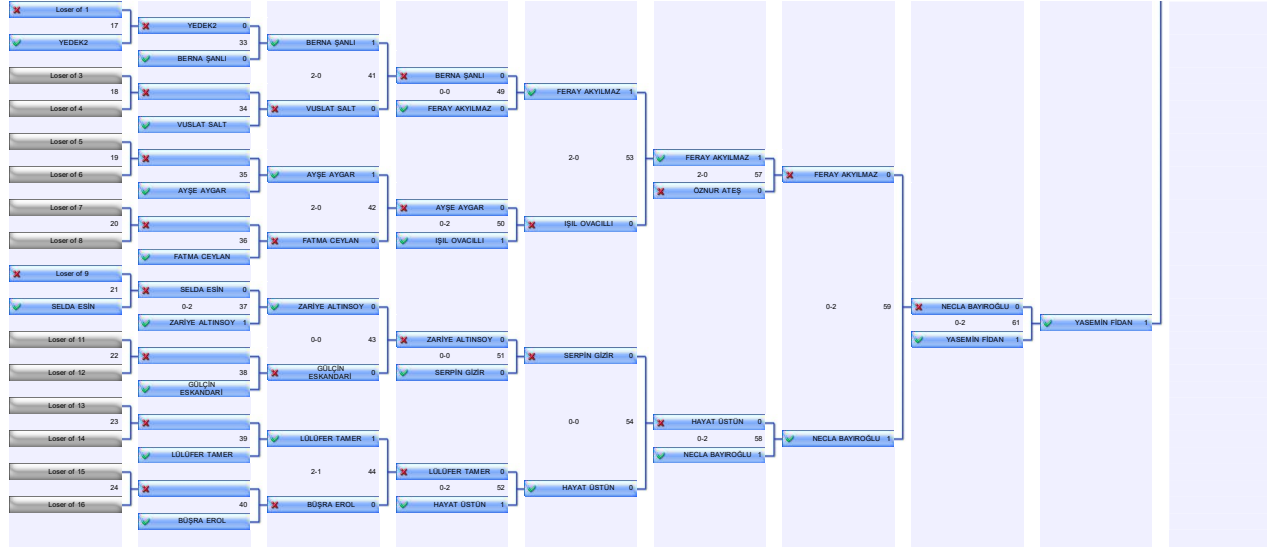 Loser of 1
17
YEDEK2
Loser of 3
18
Loser of 4
Loser of 5
19
Loser of 6
Loser of 7
20
Loser of 8
Loser of 9
21
SELDA ESİN
Loser of 11
22
Loser of 12
Loser of 13
23
Loser of 14
Loser of 15
24
Loser of 16
YEDEK2 0
33
BERNA ŞANLI 0
34
VUSLAT SALT
35
AYŞE AYGAR
36
FATMA CEYLAN
SELDA ESİN 0
0-2 37
ZARİYE ALTINSOY 1
38
GÜLÇİN
ESKANDARİ
39
LÜLÜFER TAMER
40
BÜŞRA EROL
BERNA ŞANLI 1
2-0 41
VUSLAT SALT 0
AYŞE AYGAR 1
2-0 42
FATMA CEYLAN 0
ZARİYE ALTINSOY 0
0-0 43
GÜLÇİN
ESKANDARİ 0
LÜLÜFER TAMER 1
2-1 44
BÜŞRA EROL 0
BERNA ŞANLI 0
0-0 49
FERAY AKYILMAZ 0
AYŞE AYGAR 0
0-2 50
IŞIL OVACILLI 1
ZARİYE ALTINSOY 0
0-0 51
SERPİN GİZİR 0
LÜLÜFER TAMER 0
0-2 52
HAYAT ÜSTÜN 1
FERAY AKYILMAZ 1
2-0 53
IŞIL OVACILLI 0
SERPİN GİZİR 0
0-0 54
HAYAT ÜSTÜN 0
FERAY AKYILMAZ 1
2-0 57
ÖZNUR ATEŞ 0
HAYAT ÜSTÜN 0
0-2 58
NECLA BAYIROĞLU 1
FERAY AKYILMAZ 0
0-2 59
NECLA BAYIROĞLU 1
NECLA BAYIROĞLU 0
0-2 61
YASEMİN FİDAN 1
YASEMİN FİDAN 1